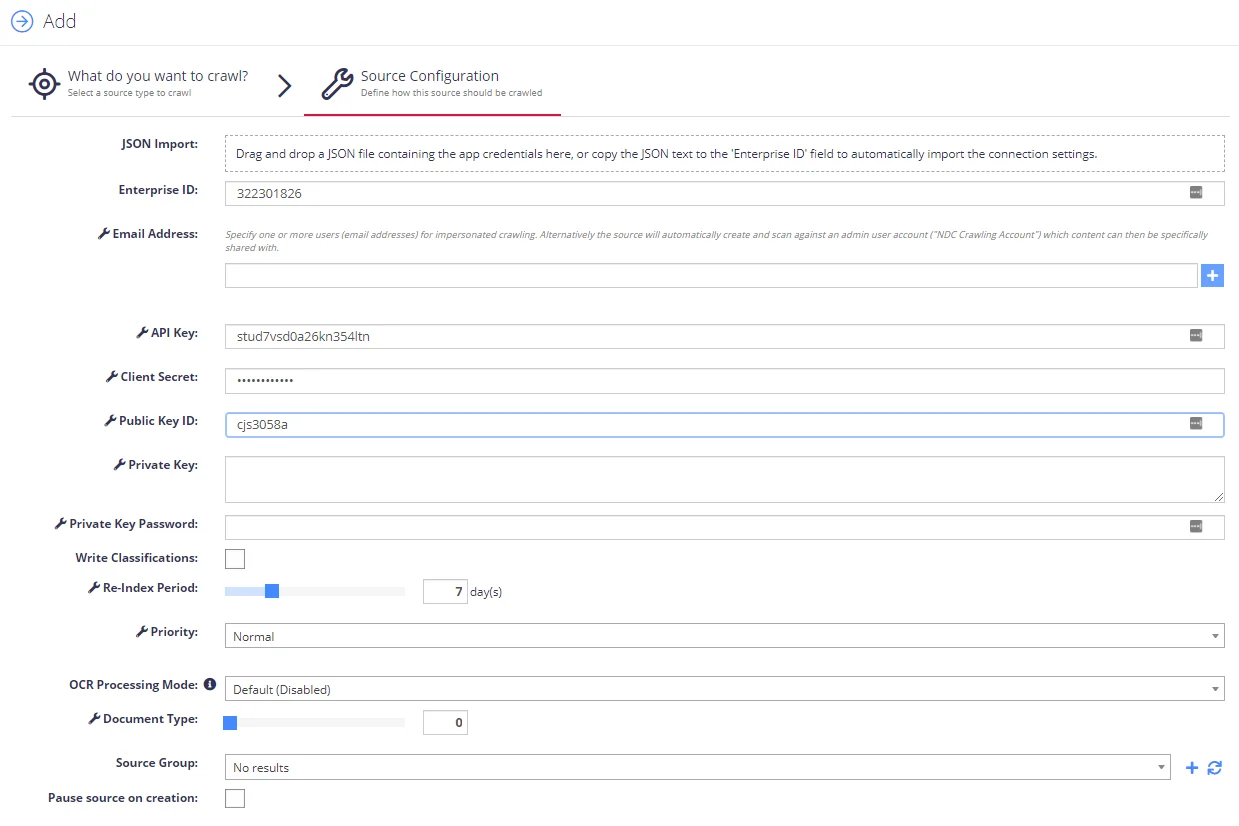 Add
What do you want to crawl?
Select a source type to crawl
Source Configuration
Define how this source should be crawled
JSON Import:
Drag and drop a JSON file containing the app credentials here, or copy the JSON text to the 'Enterprise ID' field to automatically import the connection settings.
Enterprise ID:
322301826
Email Address:
Specify one or more users (email addresses) for impersonated crawling. Alternatively the source will automatically create and scan against an admin user account ("NDC Crawling Account") which content can then be specifically
shared with.
API Key:
stud7vsd0a26kn354ltn
Client Secret:
••••••••••••
Public Key ID:
cjs3058a
Private Key:
Private Key Password:
Write Classifications:
Re-Index Period:
7 day(s)
Priority:
Normal
OCR Processing Mode:
Default (Disabled)
Document Type:
0
Source Group:
No results
Pause source on creation: